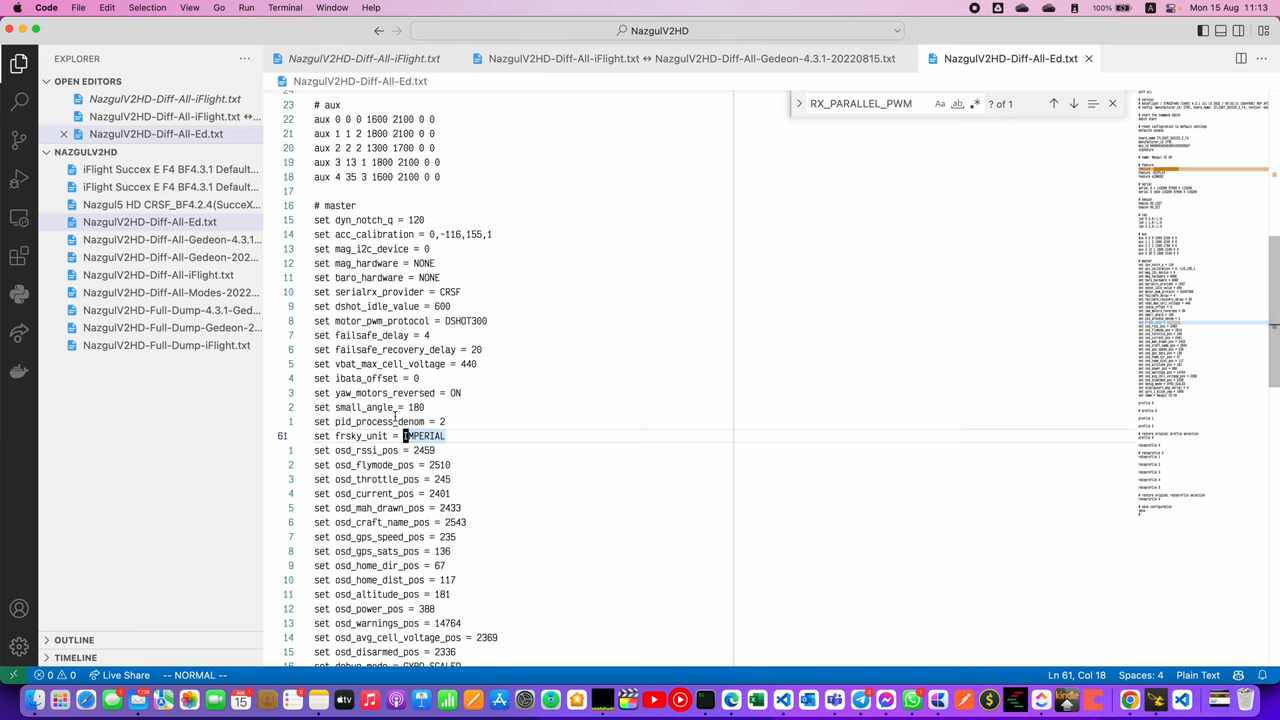 Code File Edit Selection View Go Run Terminal Window Help
100% Mon 15 Aug 11:13
NazgulV2HD
EXPLORER
NazgulV2HD-Diff-All-iFlight.txt
NazgulV2HD-Diff-All-iFlight.txt ↔ NazgulV2HD-Diff-All-Gedeon-4.3.1-20220815.txt
NazgulV2HD-Diff-All-Ed.txt
OPEN EDITORS
NazgulV2HD-Diff-All-iFlight.txt
NazgulV2HD-Diff-All-iFlight.txt ↔...
NazgulV2HD-Diff-All-Ed.txt
NAZGULV2HD
iFlight Succex E F4 BF4.3.1 Default...
iFlight Succex E F4 BF4.3.1 Default...
Nazgul5 HD CRSF_BF4.2.4(SucceX...
NazgulV2HD-Diff-All-Ed.txt
NazgulV2HD-Diff-All-Gedeon-4.3.1...
NazgulV2HD-Diff-All-Gedeon-202...
NazgulV2HD-Diff-All-iFlight.txt
NazgulV2HD-Diff-All-Modes-2022...
NazgulV2HD-Full-Dump-4.3.1-Ged...
NazgulV2HD-Full-Dump-Gedeon-2...
NazgulV2HD-Full-Dump-iFlight.txt
OUTLINE
TIMELINE
NazgulV2HD-Diff-All-Ed.txt
RX_PARALLEL_PWM Aa ab ? of 1
24
23 # aux
22 aux 0 0 0 1600 2100 0 0
21 aux 1 1 2 1800 2100 0 0
20 aux 2 2 2 1300 1700 0 0
19 aux 3 13 1 1800 2100 0 0
18 aux 4 35 3 1600 2100 0 0
17
16 # master
15 set dyn_notch_q = 120
14 set acc_calibration = 0,-116,155,1
13 set mag_i2c_device = 0
12 set mag_hardware = NONE
11 set baro_hardware = NONE
10 set serialrx_provider = CRSF
9 set dshot_idle_value = 600
8 set motor_pwm_protocol = DSHOT300
7 set failsafe_delay = 4
6 set failsafe_recovery_delay = 20
5 set vbat_max_cell_voltage = 440
4 set ibata_offset = 0
3 set yaw_motors_reversed = ON
2 set small_angle = 180
1 set pid_process_denom = 2
61 set frsky_unit = IMPERIAL
1 set osd_rssi_pos = 2459
2 set osd_flymode_pos = 2510
3 set osd_throttle_pos = 245
4 set osd_current_pos = 2401
5 set osd_mah_drawn_pos = 2433
6 set osd_craft_name_pos = 2543
7 set osd_gps_speed_pos = 235
8 set osd_gps_sats_pos = 136
9 set osd_home_dir_pos = 67
10 set osd_home_dist_pos = 117
11 set osd_altitude_pos = 181
12 set osd_power_pos = 388
13 set osd_warnings_pos = 14764
14 set osd_avg_cell_voltage_pos = 2369
15 set osd_disarmed_pos = 2336
16 set debug_mode = GYRO_SCALED
0 0 Live Share -- NORMAL --
Ln 61, Col 18 Spaces: 4 Plain Text